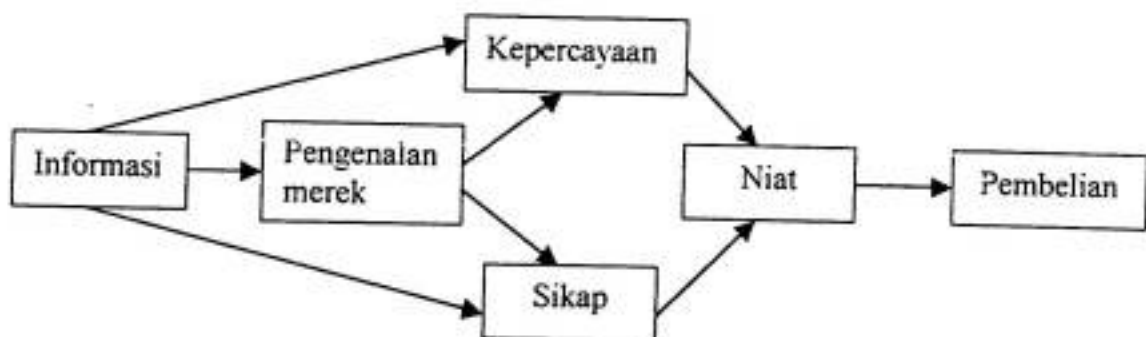 Kepercayaan
Informasi
Pengenalan
merek
Niat
Pembelian
Sikap